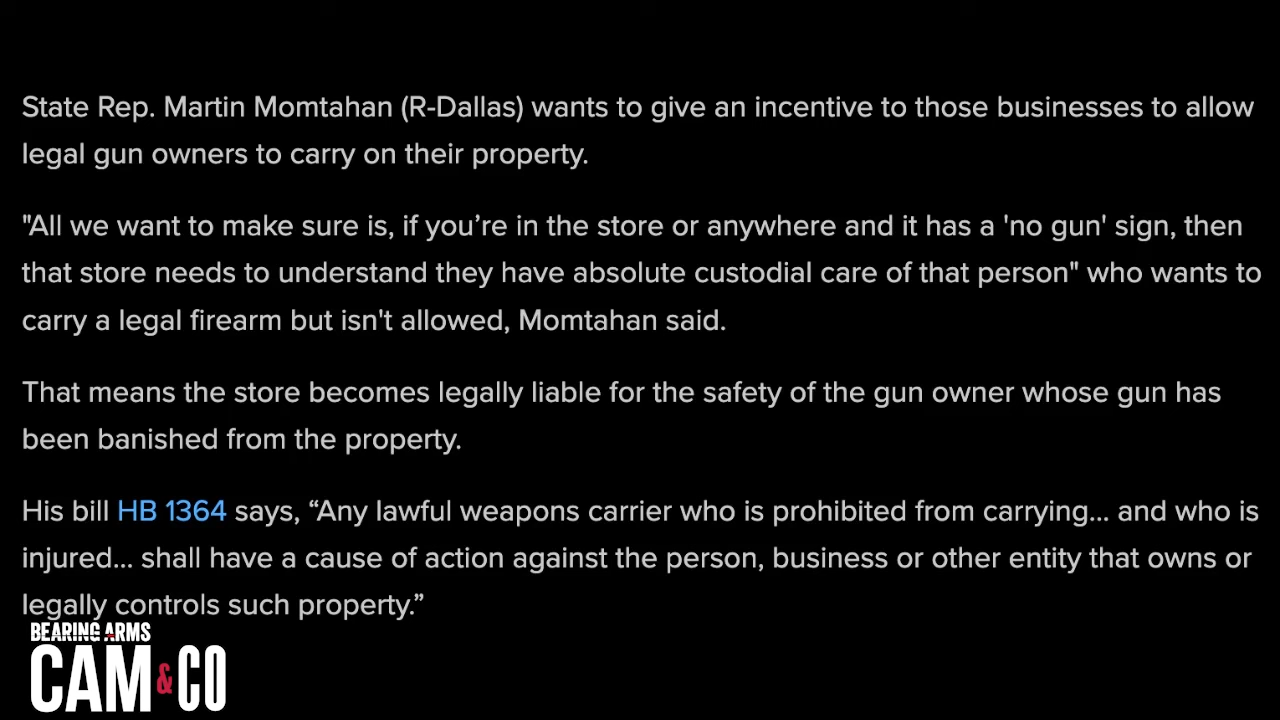 State Rep. Martin Momtahan (R-Dallas) wants to give an incentive to those businesses to allow
legal gun owners to carry on their property.
"All we want to make sure is, if you’re in the store or anywhere and it has a 'no gun' sign, then
that store needs to understand they have absolute custodial care of that person" who wants to
carry a legal firearm but isn't allowed, Momtahan said.
That means the store becomes legally liable for the safety of the gun owner whose gun has
been banished from the property.
His bill HB 1364 says, “Any lawful weapons carrier who is prohibited from carrying... and who is
injured... shall have a cause of action against the person, business or other entity that owns or
legally controls such property.”
BEARING ARMS
CAM&CO